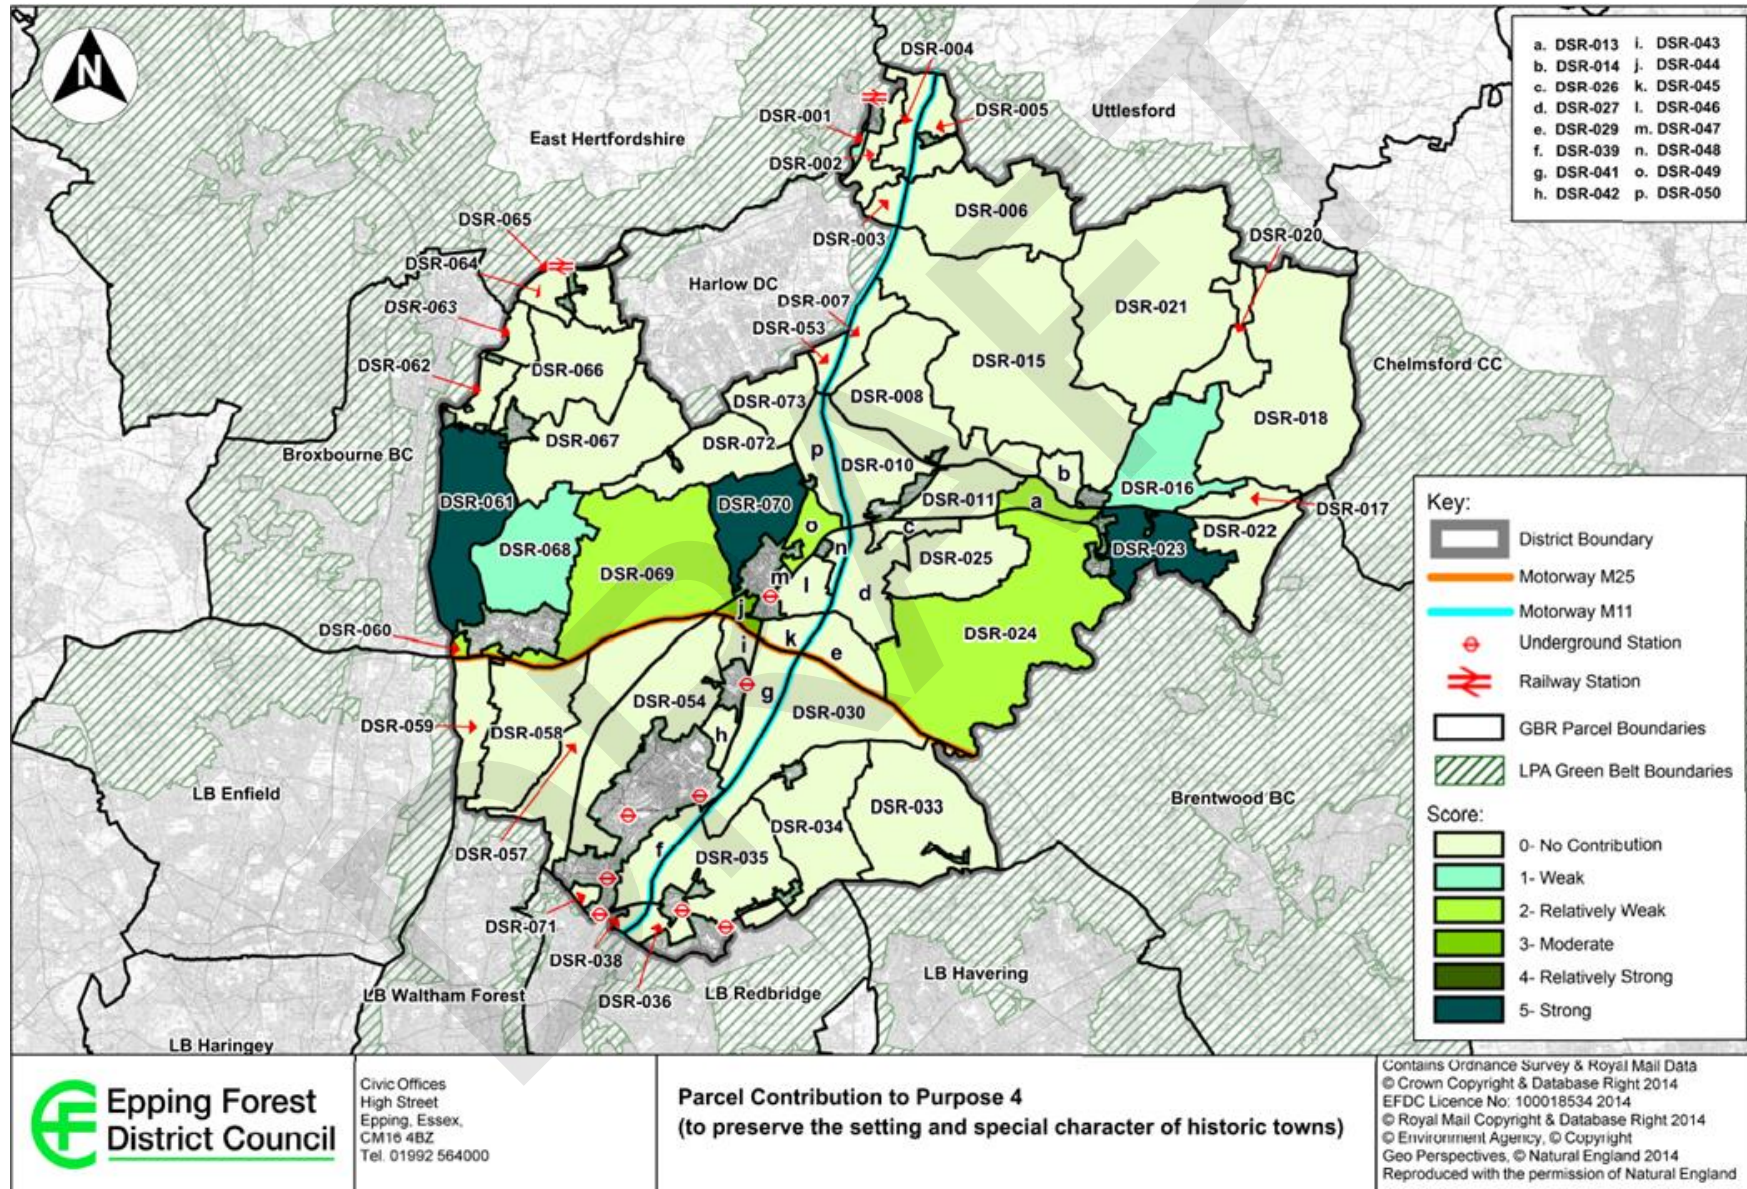 DSR-004
a. DSR-013 i. DSR-043
b. DSR-014 j. DSR-044
c. DSR-026 k. DSR-045
d. DSR-027 l. DSR-046
e. DSR-029 m. DSR-047
f. DSR-039 n. DSR-048
g. DSR-041 o. DSR-049
h. DSR-042 p. DSR-050
N
DSR-001
DSR-005
Uttlesford
East Hertfordshire
DSR-002
DSR-006
DSR-065
DSR-003
DSR-020
DSR-064
Harlow DC
DSR-063
DSR-007
DSR-021
DSR-053
DSR-062
DSR-066
DSR-015
Chelmsford CC
DSR-073
DSR-008
DSR-018
DSR-067
DSR-072
Broxbourne BC
p
DSR-010
b
DSR-061
DSR-070
DSR-011
a
DSR-016
DSR-017
o
c
DSR-022
DSR-068
n
DSR-025
DSR-023
DSR-069
m
l
d
j
DSR-060
i
k
e
DSR-024
DSR-054
g
DSR-030
DSR-059
DSR-058
h
LB Enfield
Brentwood BC
DSR-033
DSR-034
DSR-057
f
DSR-035
DSR-071
DSR-038
LB Havering
LB Waltham Forest
DSR-036
LB Redbridge
LB Haringey
DRAFT
Key:
District Boundary
Motorway M25
Motorway M11
Underground Station
Railway Station
GBR Parcel Boundaries
LPA Green Belt Boundaries
Score:
0- No Contribution
1- Weak
2- Relatively Weak
3- Moderate
4- Relatively Strong
5- Strong
Epping Forest
District Council
Civic Offices
High Street
Epping, Essex,
CM16 4BZ
Tel. 01992 564000
Parcel Contribution to Purpose 4
(to preserve the setting and special character of historic towns)
Contains Ordnance Survey & Royal Mail Data
© Crown Copyright & Database Right 2014
EFDC Licence No: 100018534 2014
© Royal Mail Copyright & Database Right 2014
© Environment Agency, © Copyright
Geo Perspectives, © Natural England 2014
Reproduced with the permission of Natural England